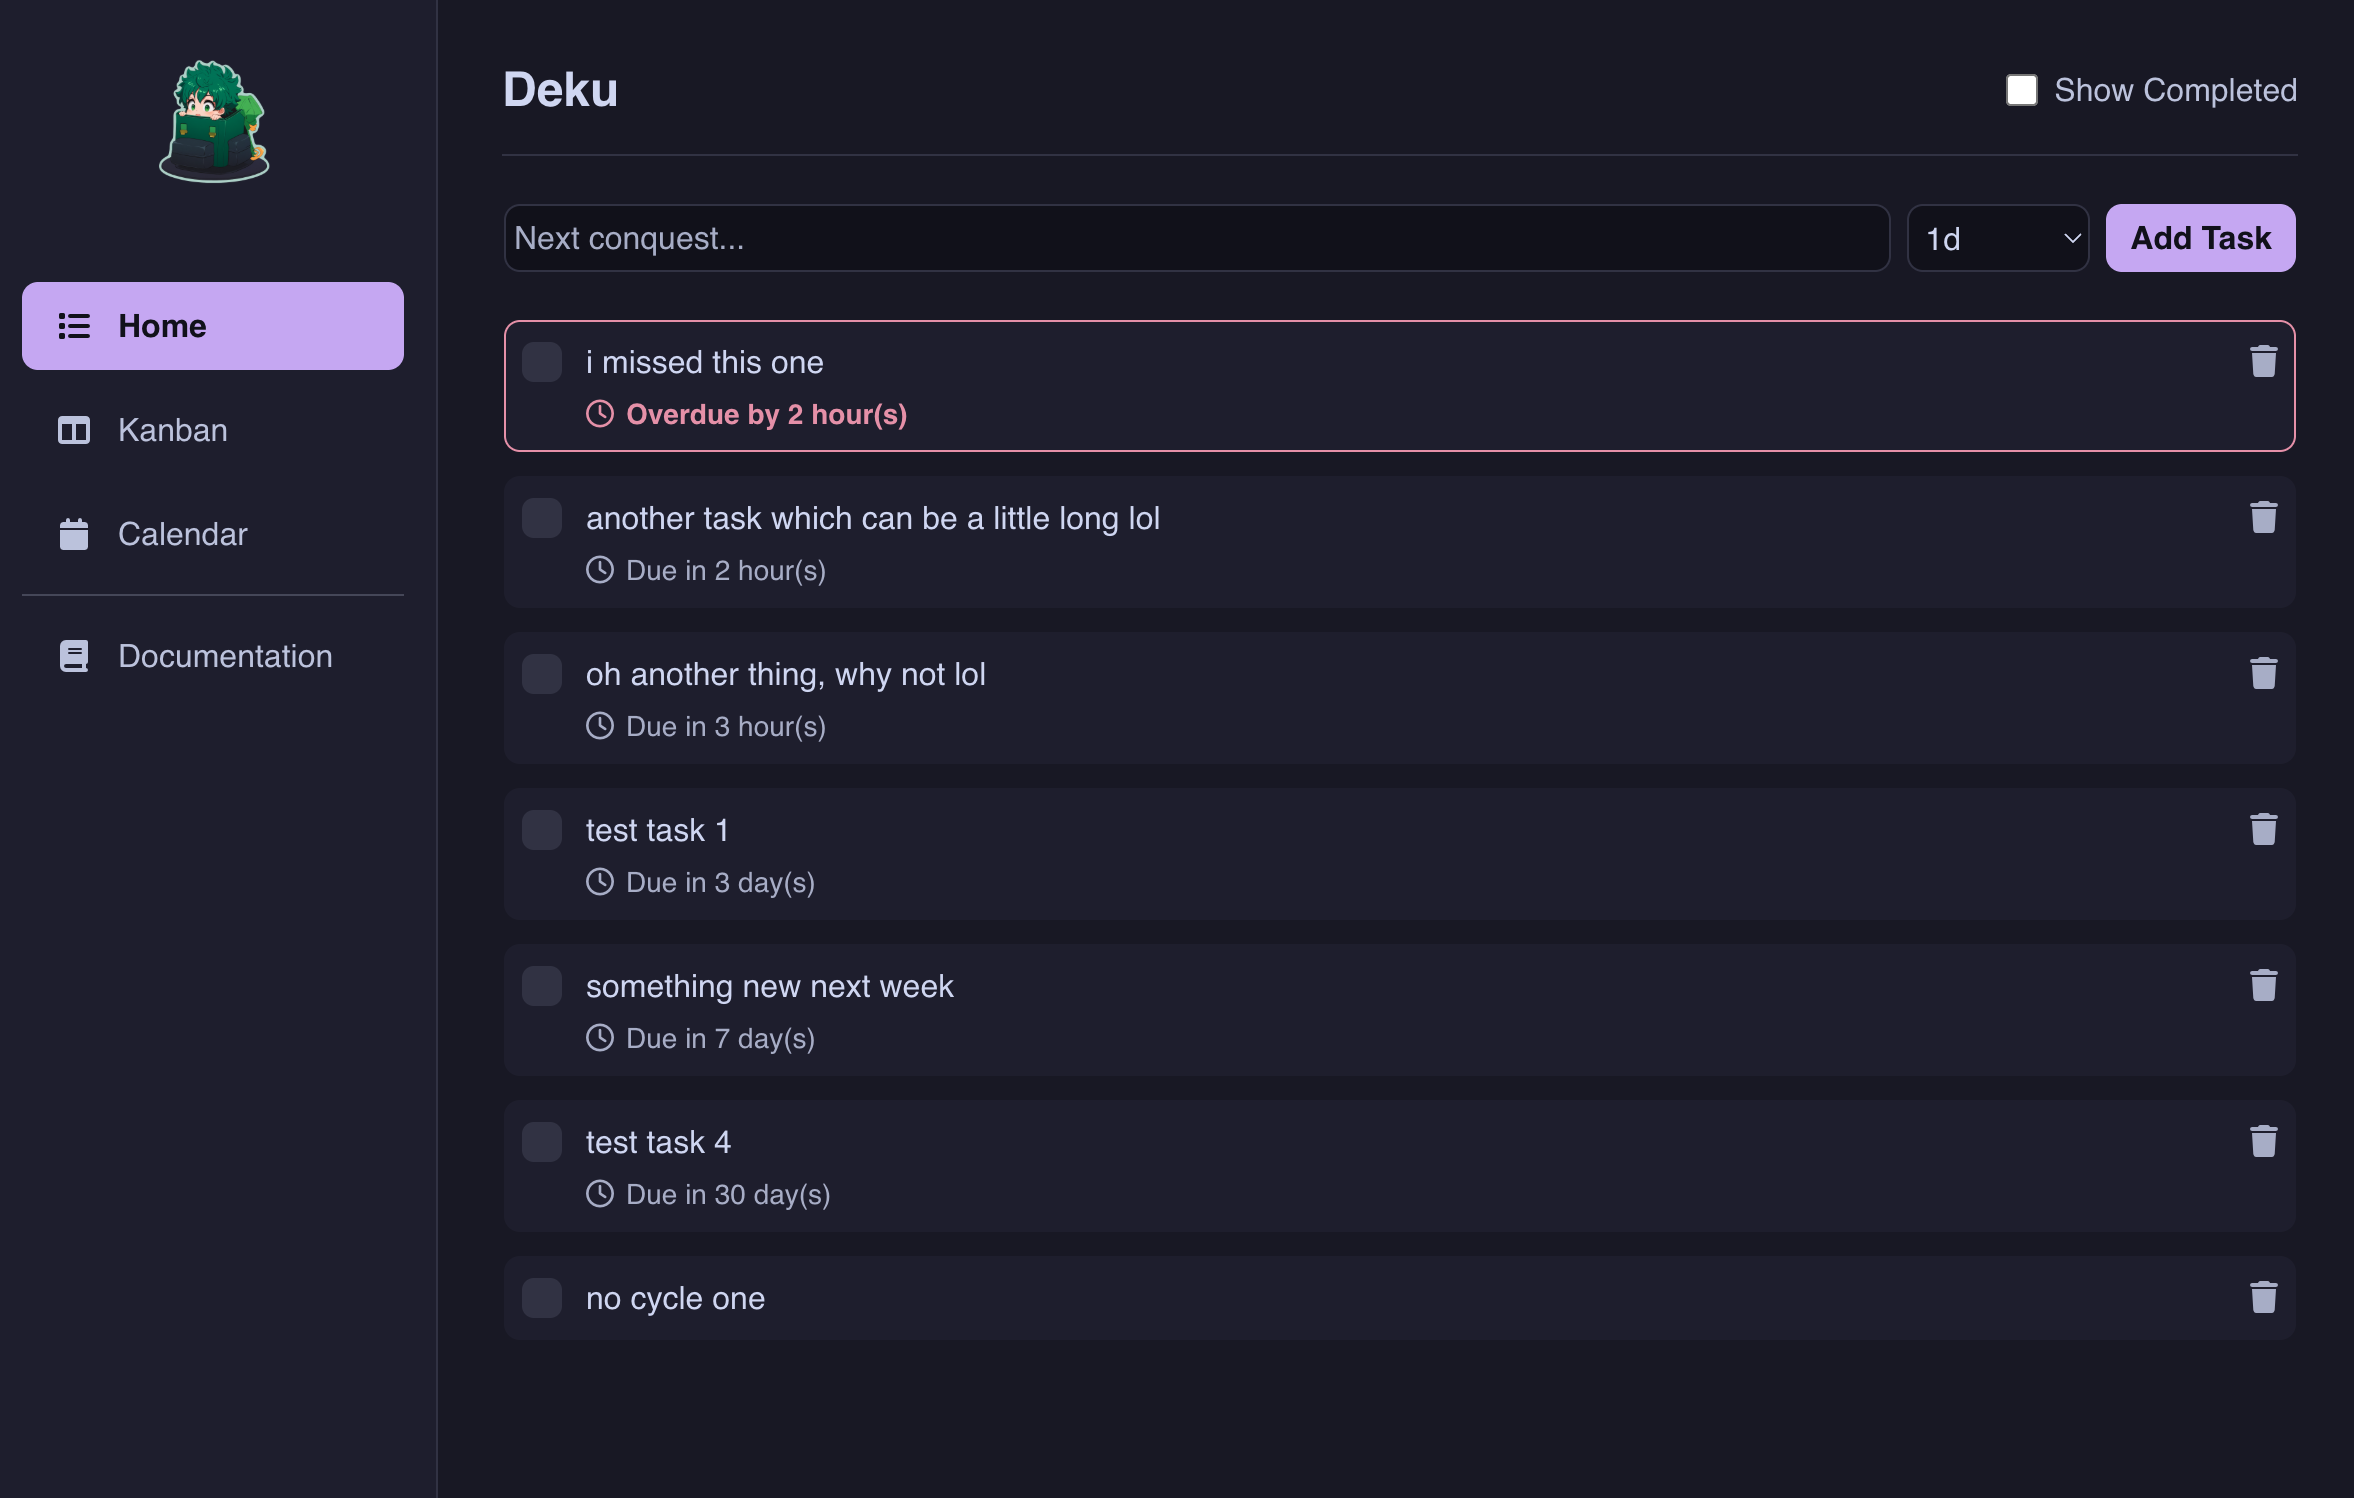 Deku
Show Completed
Next conquest...
1d
Add Task
Home
Kanban
Calendar
Documentation
i missed this one
Overdue by 2 hour(s)
another task which can be a little long lol
Due in 2 hour(s)
oh another thing, why not lol
Due in 3 hour(s)
test task 1
Due in 3 day(s)
something new next week
Due in 7 day(s)
test task 4
Due in 30 day(s)
no cycle one